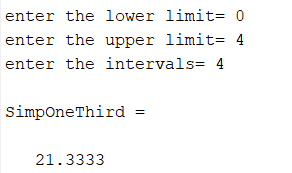 enter the lower limit= 0
enter the upper limit= 4
enter the intervals= 4
SimpOneThird =
21.3333